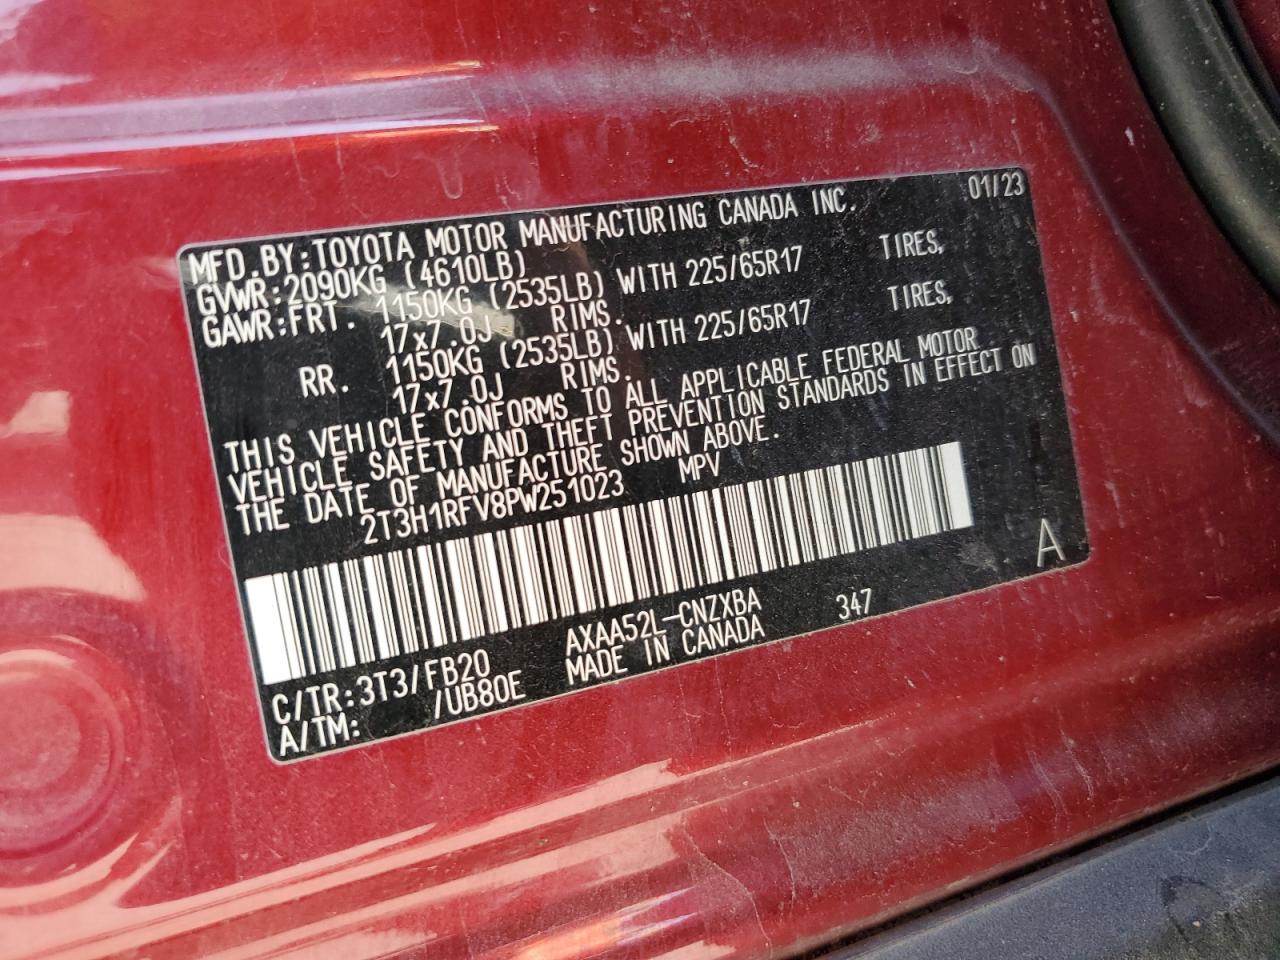 MFD.BY:TOYOTA MOTOR MANUFACTURING CANADA INC. 01/23
GVWR:2090KG (4610LB)
GAWR:FRT. 1150KG (2535LB) WITH 225/65R17 TIRES,
17x7.0J RIMS.
RR. 1150KG (2535LB) WITH 225/65R17 TIRES,
17x7.0J RIMS.
THIS VEHICLE CONFORMS TO ALL APPLICABLE FEDERAL MOTOR
VEHICLE SAFETY AND THEFT PREVENTION STANDARDS IN EFFECT ON
THE DATE OF MANUFACTURE SHOWN ABOVE.
2T3H1RFV8PW251023 MPV
A
C/TR:3T3/FB20 AXAA52L-CNZXBA 347
A/TM: /UB80E MADE IN CANADA